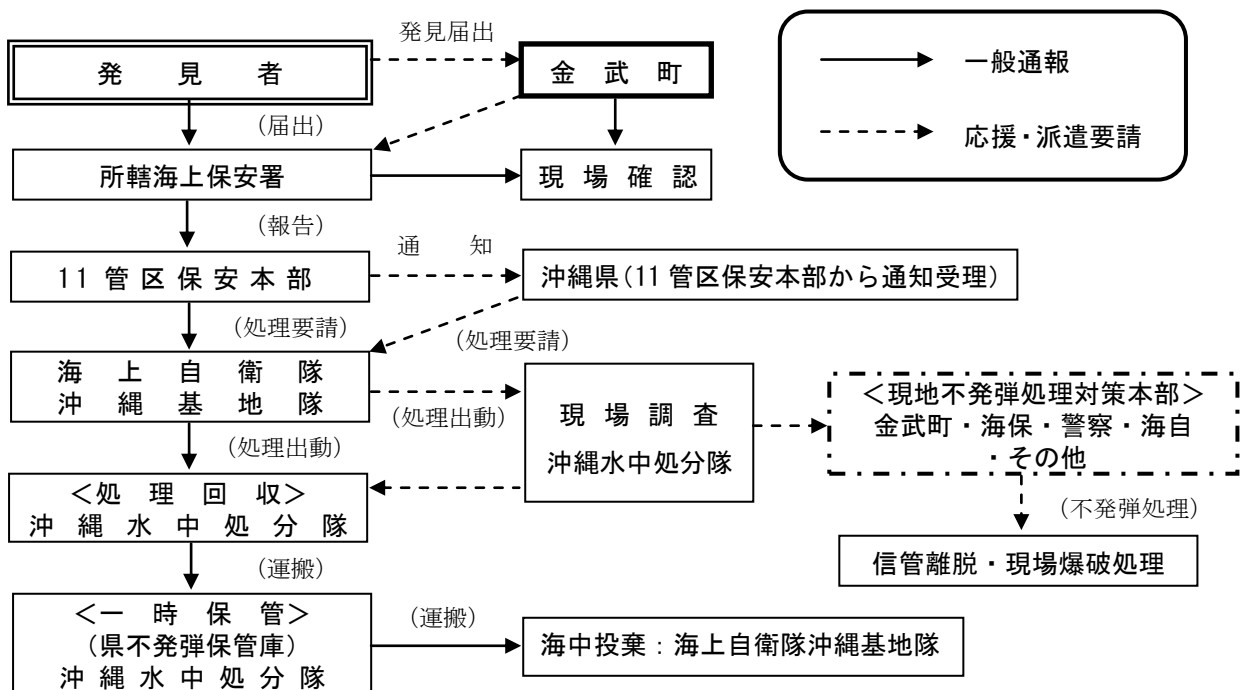 発見届出
発見者
金武町
一般通報
応援・派遣要請
(届出)
所轄海上保安署
現場確認
(報告)
通知
11管区保安本部
沖縄県(11管区保安本部から通知受理)
(処理要請)
(処理要請)
海上自衛隊
沖縄基地隊
(処理出動)
現場調査
沖縄水中処分隊
<現地不発弾処理対策本部>
金武町・海保・警察・海自
・その他
(処理出動)
<処理回収>
沖縄水中処分隊
(不発弾処理)
信管離脱・現場爆破処理
(運搬)
<一時保管>
(県不発弾保管庫)
沖縄水中処分隊
(運搬)
海中投棄：海上自衛隊沖縄基地隊